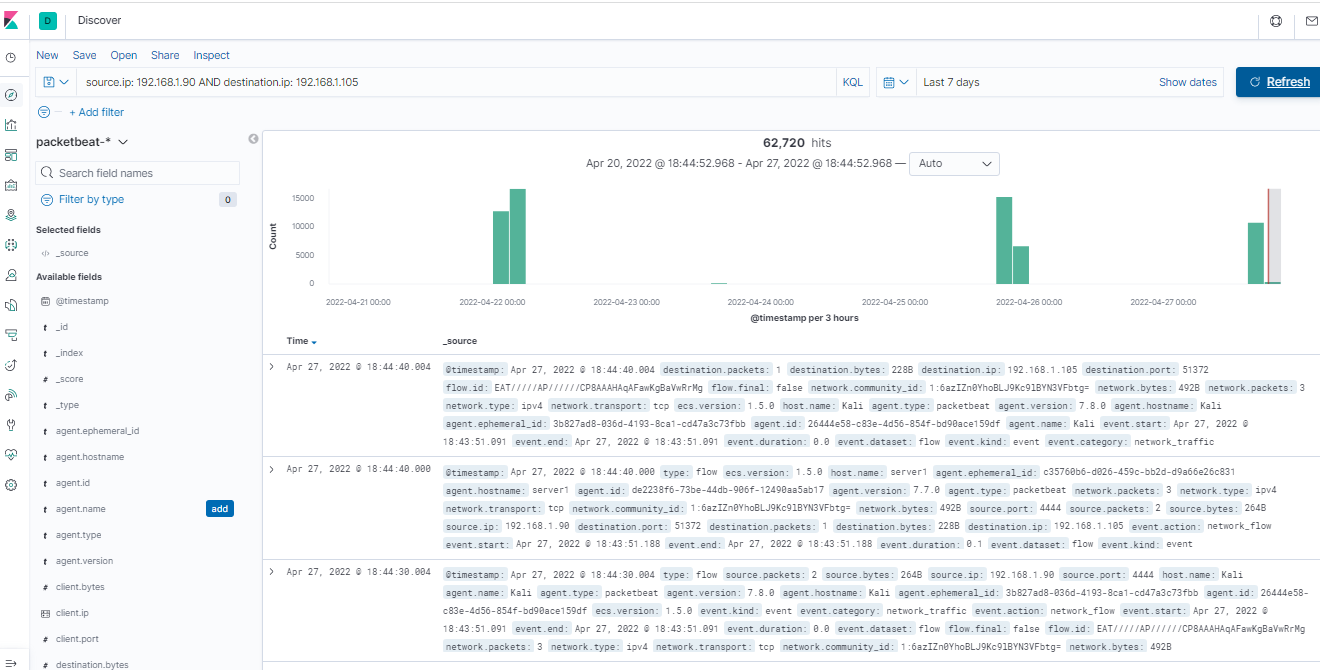 D Discover
New Save Open Share Inspect
source.ip: 192.168.1.90 AND destination.ip: 192.168.1.105 KQL Last 7 days Show dates Refresh
+ Add filter
packetbeat-*
Search field names
Filter by type 0
Selected fields
_source
Available fields
@timestamp
t _id
t _index
# _score
t _type
t agent.ephemeral_id
t agent.hostname
t agent.id
t agent.name add
t agent.type
t agent.version
# client.bytes
client.ip
# client.port
# destination.bytes
62,720 hits
Apr 20, 2022 @ 18:44:52.968 - Apr 27, 2022 @ 18:44:52.968 — Auto
Count
15000
10000
5000
0
2022-04-21 00:00 2022-04-22 00:00 2022-04-23 00:00 2022-04-24 00:00 2022-04-25 00:00 2022-04-26 00:00 2022-04-27 00:00
@timestamp per 3 hours
Time _source
Apr 27, 2022 @ 18:44:40.004 @timestamp: Apr 27, 2022 @ 18:44:40.004 destination.packets: 1 destination.bytes: 228B destination.ip: 192.168.1.105 destination.port: 51372
flow.id: EAT/////AP//////CP8AAAHAqAFawKgBaVwRrMg flow.final: false network.community_id: 1:6azIZn0YhoBLJ9Kc9lBYN3VFbtg= network.bytes: 492B network.packets: 3
network.type: ipv4 network.transport: tcp ecs.version: 1.5.0 host.name: Kali agent.type: packetbeat agent.version: 7.8.0 agent.hostname: Kali
agent.ephemeral_id: 3b827ad8-036d-4193-8ca1-cd47a3c73fbb agent.id: 26444e58-c83e-4d56-854f-bd90ace159df agent.name: Kali event.start: Apr 27, 2022 @
18:43:51.091 event.end: Apr 27, 2022 @ 18:43:51.091 event.duration: 0.0 event.dataset: flow event.kind: event event.category: network_traffic
Apr 27, 2022 @ 18:44:40.000 @timestamp: Apr 27, 2022 @ 18:44:40.000 type: flow ecs.version: 1.5.0 host.name: server1 agent.ephemeral_id: c35760b6-d026-459c-bb2d-d9a66e26c831
agent.hostname: server1 agent.id: de2238f6-73be-44db-906f-12490aa5ab17 agent.version: 7.7.0 agent.type: packetbeat network.packets: 3 network.type: ipv4
network.transport: tcp network.community_id: 1:6azIZn0YhoBLJ9Kc9lBYN3VFbtg= network.bytes: 492B source.port: 4444 source.packets: 2 source.bytes: 264B
source.ip: 192.168.1.90 destination.port: 51372 destination.packets: 1 destination.bytes: 228B destination.ip: 192.168.1.105 event.action: network_flow
event.start: Apr 27, 2022 @ 18:43:51.188 event.end: Apr 27, 2022 @ 18:43:51.188 event.duration: 0.1 event.dataset: flow event.kind: event
Apr 27, 2022 @ 18:44:30.004 @timestamp: Apr 27, 2022 @ 18:44:30.004 type: flow source.packets: 2 source.bytes: 264B source.ip: 192.168.1.90 source.port: 4444 host.name: Kali
agent.name: Kali agent.type: packetbeat agent.version: 7.8.0 agent.hostname: Kali agent.ephemeral_id: 3b827ad8-036d-4193-8ca1-cd47a3c73fbb agent.id: 26444e58-
c83e-4d56-854f-bd90ace159df ecs.version: 1.5.0 event.kind: event event.category: network_traffic event.action: network_flow event.start: Apr 27, 2022 @
18:43:51.091 event.end: Apr 27, 2022 @ 18:43:51.091 event.duration: 0.0 event.dataset: flow flow.final: false flow.id: EAT/////AP//////CP8AAAHAqAFawKgBaVwRrMg
network.packets: 3 network.type: ipv4 network.transport: tcp network.community_id: 1:6azIZn0YhoBLJ9Kc9lBYN3VFbtg= network.bytes: 492B